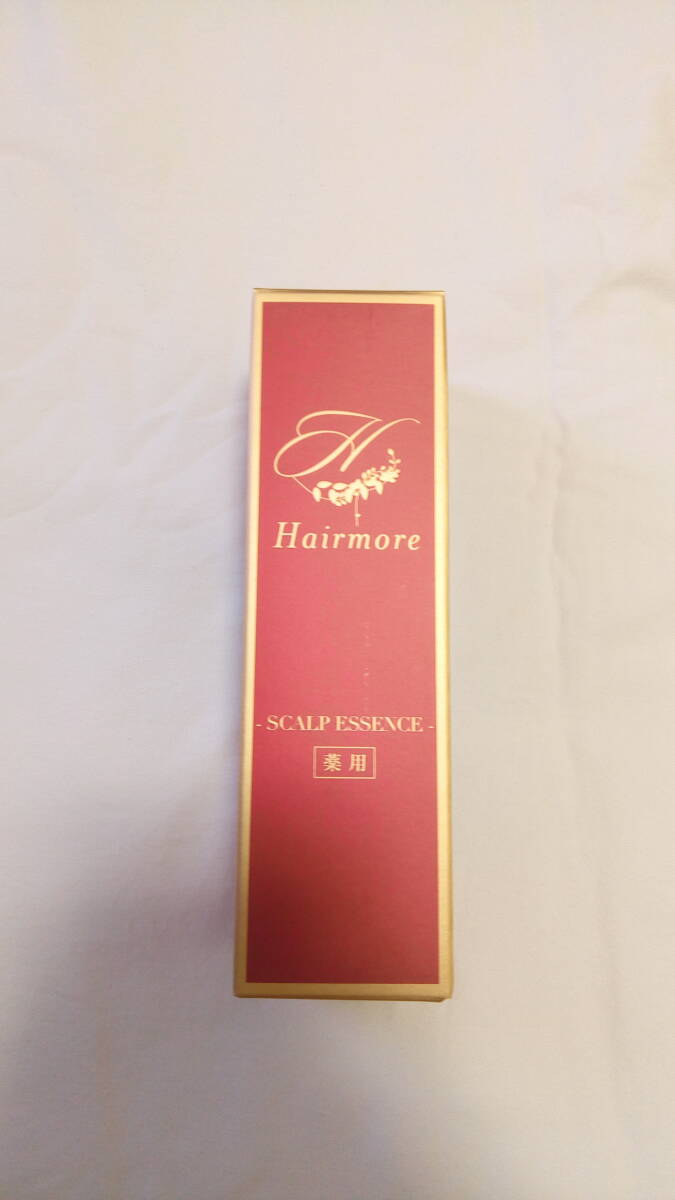 H
Hairmore
- SCALP ESSENCE -
薬用